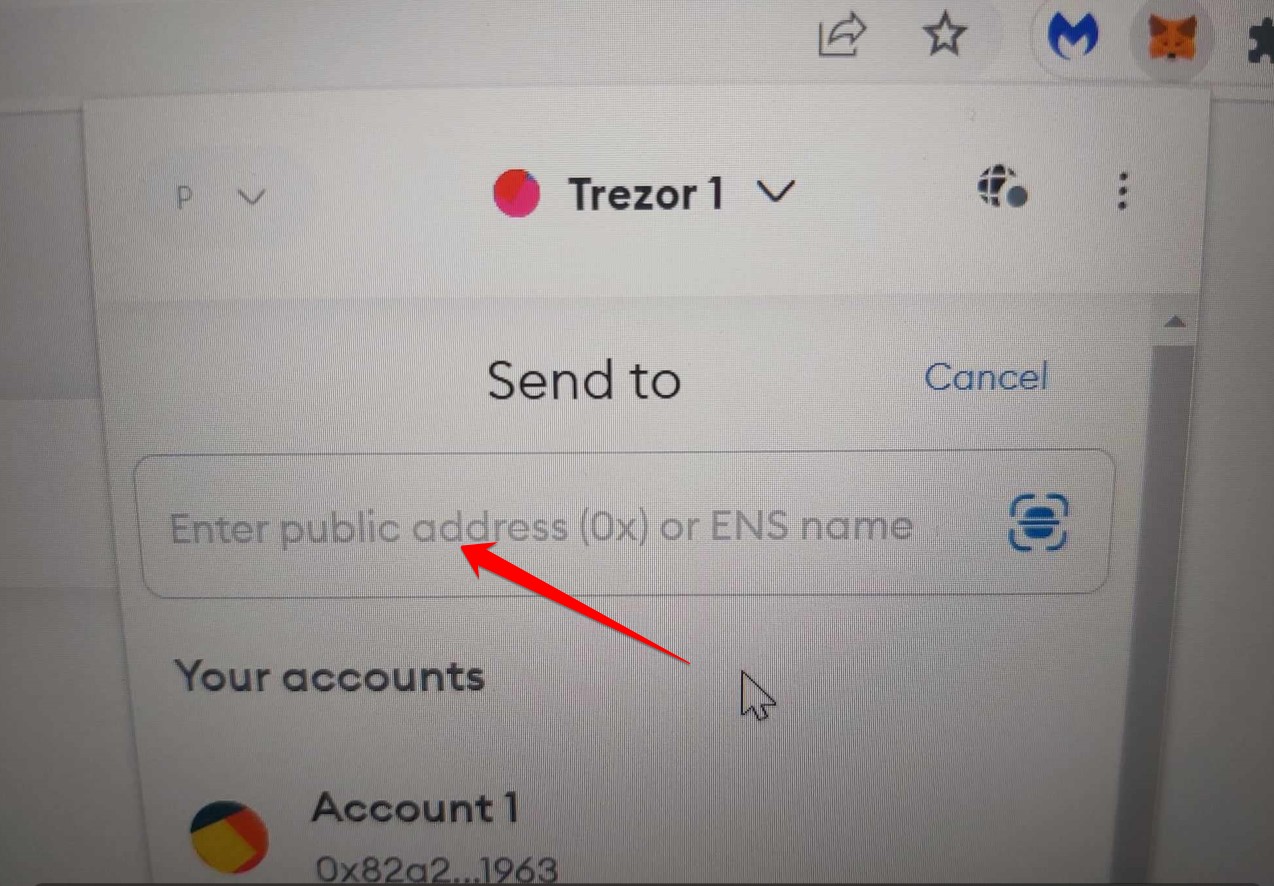 P
Trezor 1
Send to
Cancel
Enter public address (0x) or ENS name
Your accounts
Account 1
0x82a2...1963